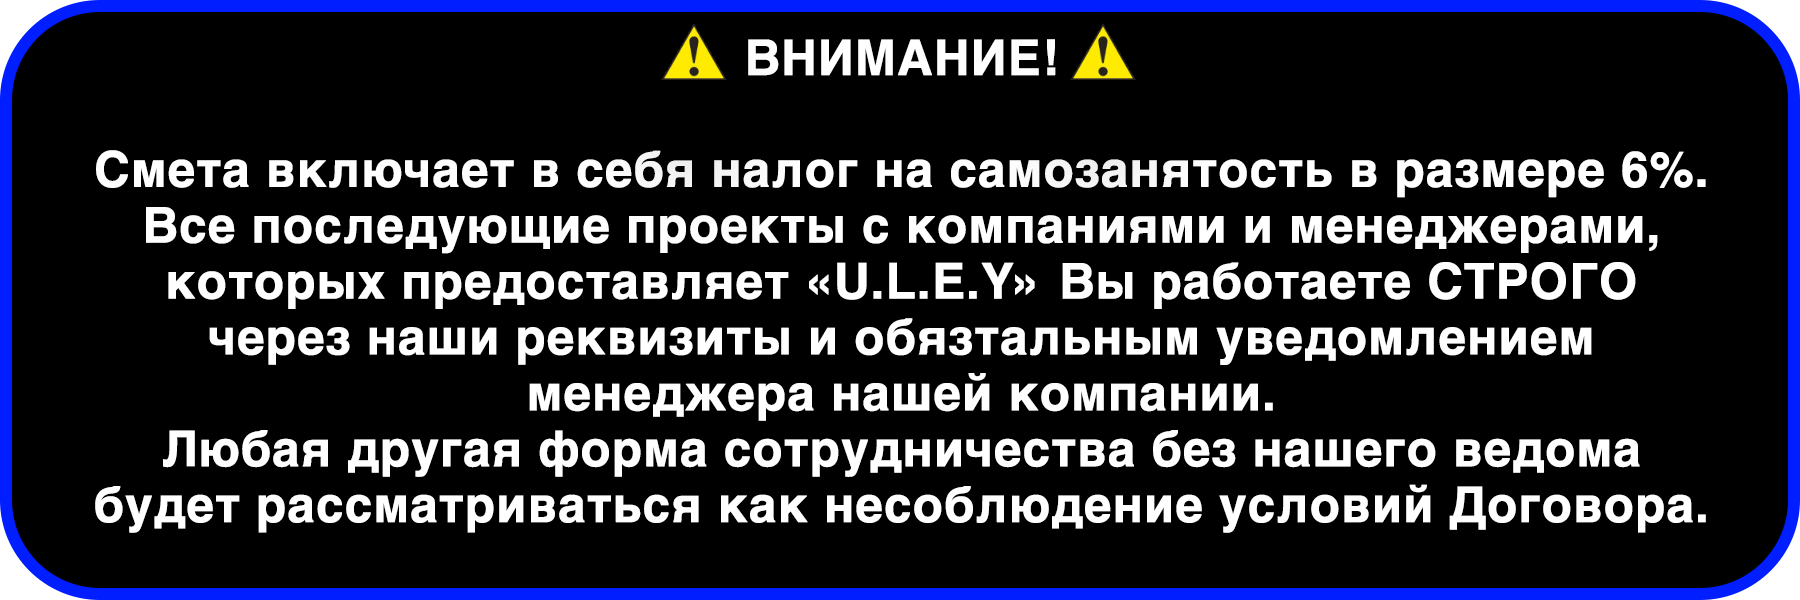 ВНИМАНИЕ!
Смета включает в себя налог на самозанятость в размере 6%.
Все последующие проекты с компаниями и менеджерами,
которых предоставляет «U.L.E.Y» Вы работаете СТРОГО
через наши реквизиты и обязтальным уведомлением
менеджера нашей компании.
Любая другая форма сотрудничества без нашего ведома
будет рассматриваться как несоблюдение условий Договора.